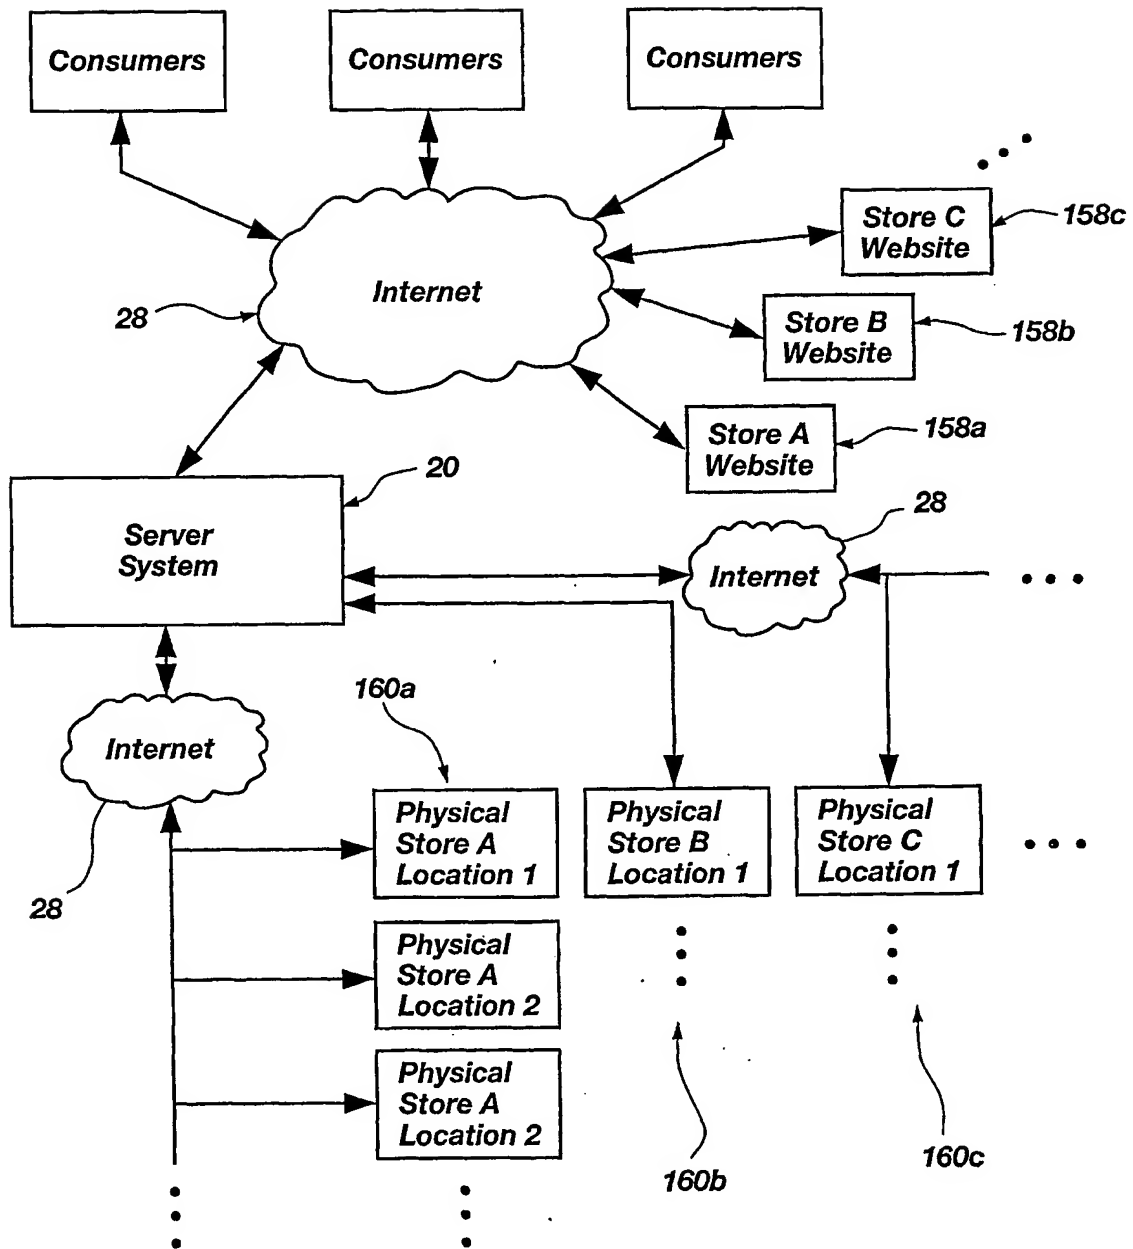 Consumers
Consumers
Consumers
Store C
Website
158c
Internet
28
Store B
Website
158b
Store A
Website
158a
20
Server
System
28
Internet
160a
Internet
28
Physical
Store A
Location 1
Physical
Store B
Location 1
Physical
Store C
Location 1
Physical
Store A
Location 2
Physical
Store A
Location 2
160b
160c